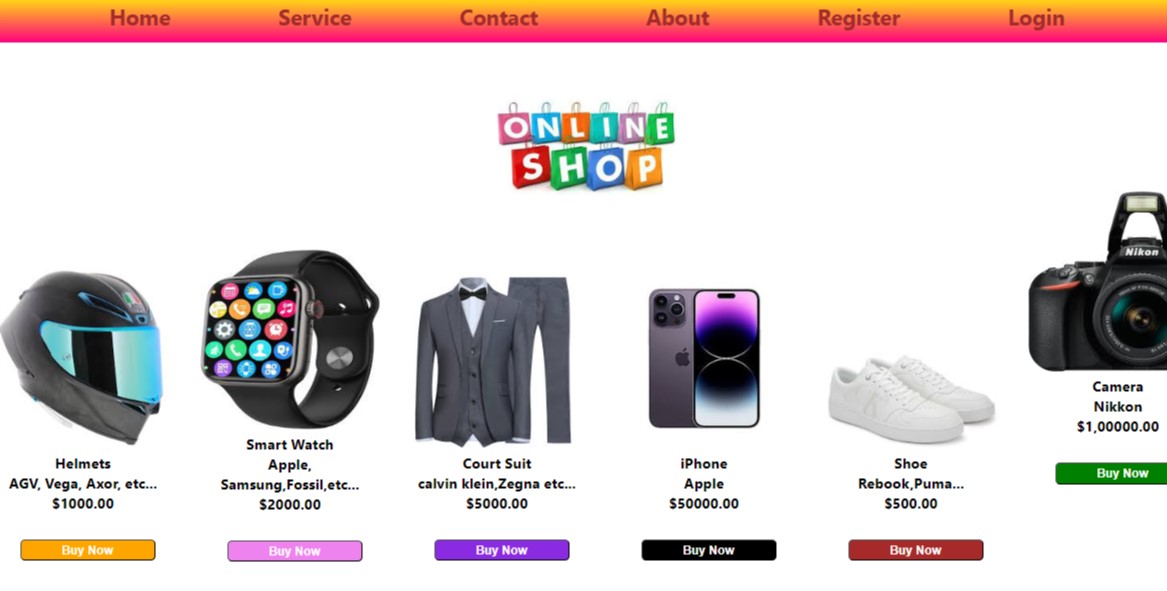 Home Service Contact About Register Login
ONLINE
SHOP
Helmets
AGV, Vega, Axor, etc...
$1000.00
Buy Now
Smart Watch
Apple,
Samsung,Fossil,etc...
$2000.00
Buy Now
Court Suit
calvin klein,Zegna etc...
$5000.00
Buy Now
iPhone
Apple
$50000.00
Buy Now
Shoe
Rebook,Puma...
$500.00
Buy Now
Nikon
Camera
Nikkon
$1,00000.00
Buy Now